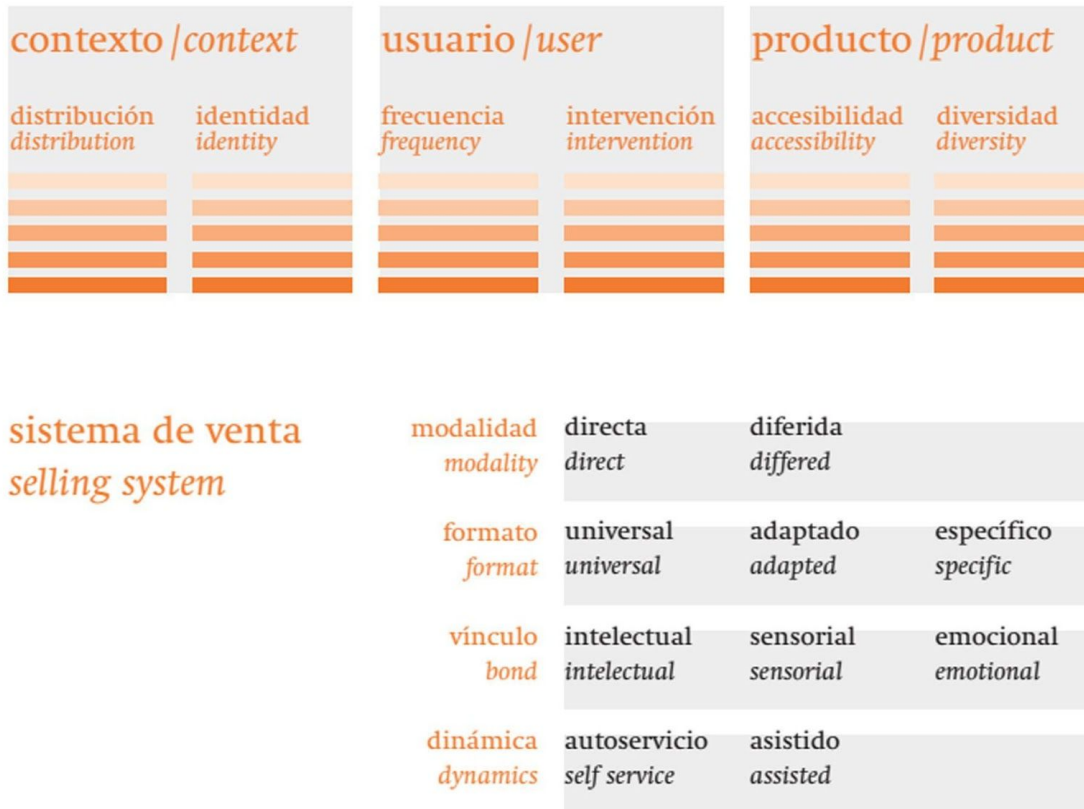 contexto/context usuario/user producto/product
distribución identidad frecuencia intervención accesibilidad diversidad
distribution identity frequency intervention accessibility diversity
sistema de venta
selling system
modalidad directa diferida
modality direct differed
formato universal adaptado específico
format universal adapted specific
vínculo intelectual sensorial emocional
bond intelectual sensorial emotional
dinámica autoservicio asistido
dynamics self service assisted